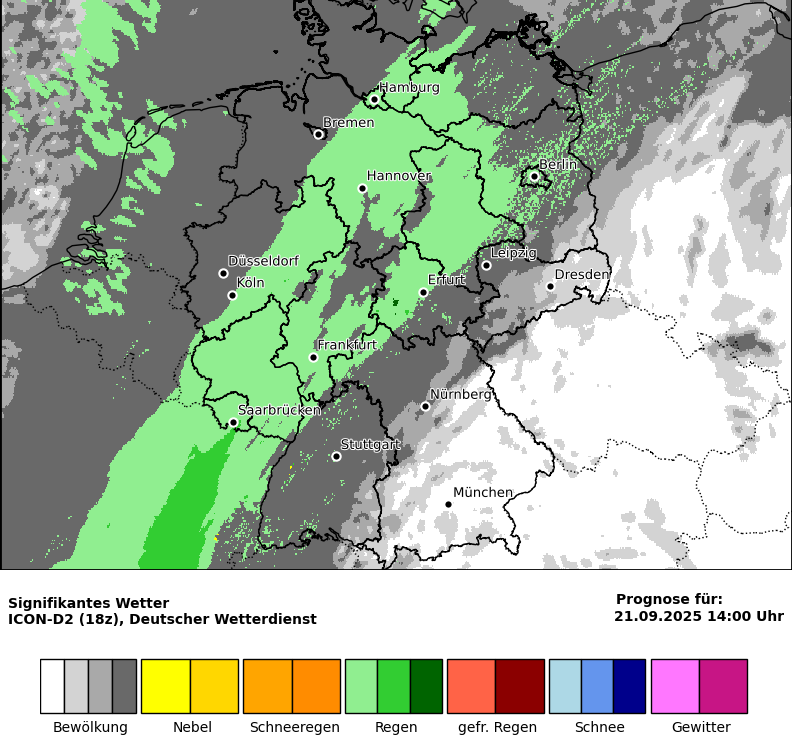 Hamburg
Bremen
Berlin
Hannover
Leipzig
Düsseldorf
Dresden
Köln
Erfurt
Frankfurt
Nürnberg
Saarbrücken
Stuttgart
München
Signifikantes Wetter
ICON-D2 (18z), Deutscher Wetterdienst
Prognose für:
21.09.2025 14:00 Uhr
Bewölkung Nebel Schneeregen Regen gefr. Regen Schnee Gewitter